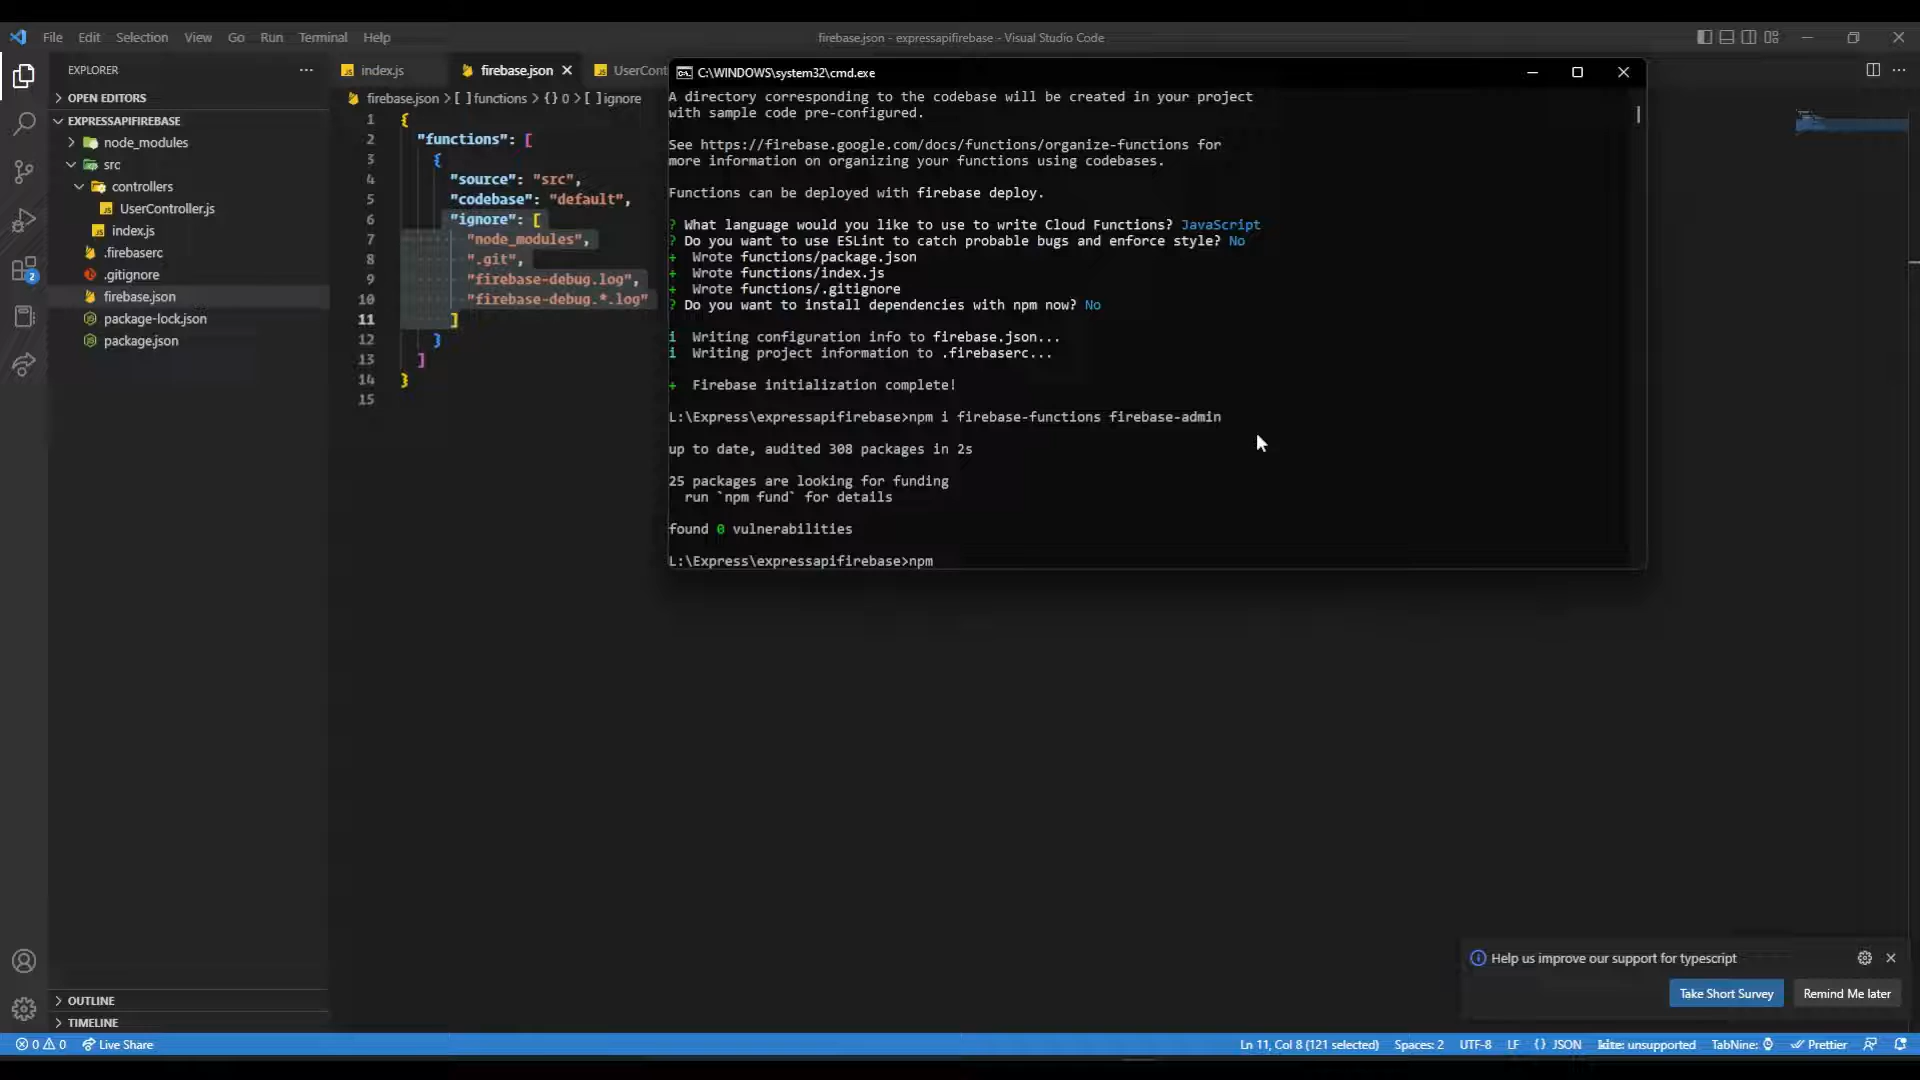 File Edit Selection View Go Run Terminal Help
firebase.json - expressapifirebase - Visual Studio Code
EXPLORER
OPEN EDITORS
EXPRESSAPIFIREBASE
node_modules
src
controllers
UserController.js
index.js
.firebaserc
.gitignore
firebase.json
package-lock.json
package.json
OUTLINE
TIMELINE
index.js
firebase.json
UserCont
firebase.json > [ ] functions > {} 0 > [ ] ignore
1 {
2 "functions": [
3 {
4 "source": "src",
5 "codebase": "default",
6 "ignore": [
7 "node_modules",
8 ".git",
9 "firebase-debug.log",
10 "firebase-debug.*.log"
11 ]
12 }
13 ]
14 }
15
C:\WINDOWS\system32\cmd.exe
A directory corresponding to the codebase will be created in your project
with sample code pre-configured.
See https://firebase.google.com/docs/functions/organize-functions for
more information on organizing your functions using codebases.
Functions can be deployed with firebase deploy.
? What language would you like to use to write Cloud Functions? JavaScript
? Do you want to use ESLint to catch probable bugs and enforce style? No
+ Wrote functions/package.json
+ Wrote functions/index.js
+ Wrote functions/.gitignore
? Do you want to install dependencies with npm now? No
i Writing configuration info to firebase.json...
i Writing project information to .firebaserc...
+ Firebase initialization complete!
L:\Express\expressapifirebase>npm i firebase-functions firebase-admin
up to date, audited 308 packages in 2s
25 packages are looking for funding
run `npm fund` for details
found 0 vulnerabilities
L:\Express\expressapifirebase>npm
2
Help us improve our support for typescript
Take Short Survey
Remind Me later
0 0 Live Share
Ln 11, Col 8 (121 selected) Spaces: 2 UTF-8 LF {} JSON kite: unsupported TabNine: Prettier